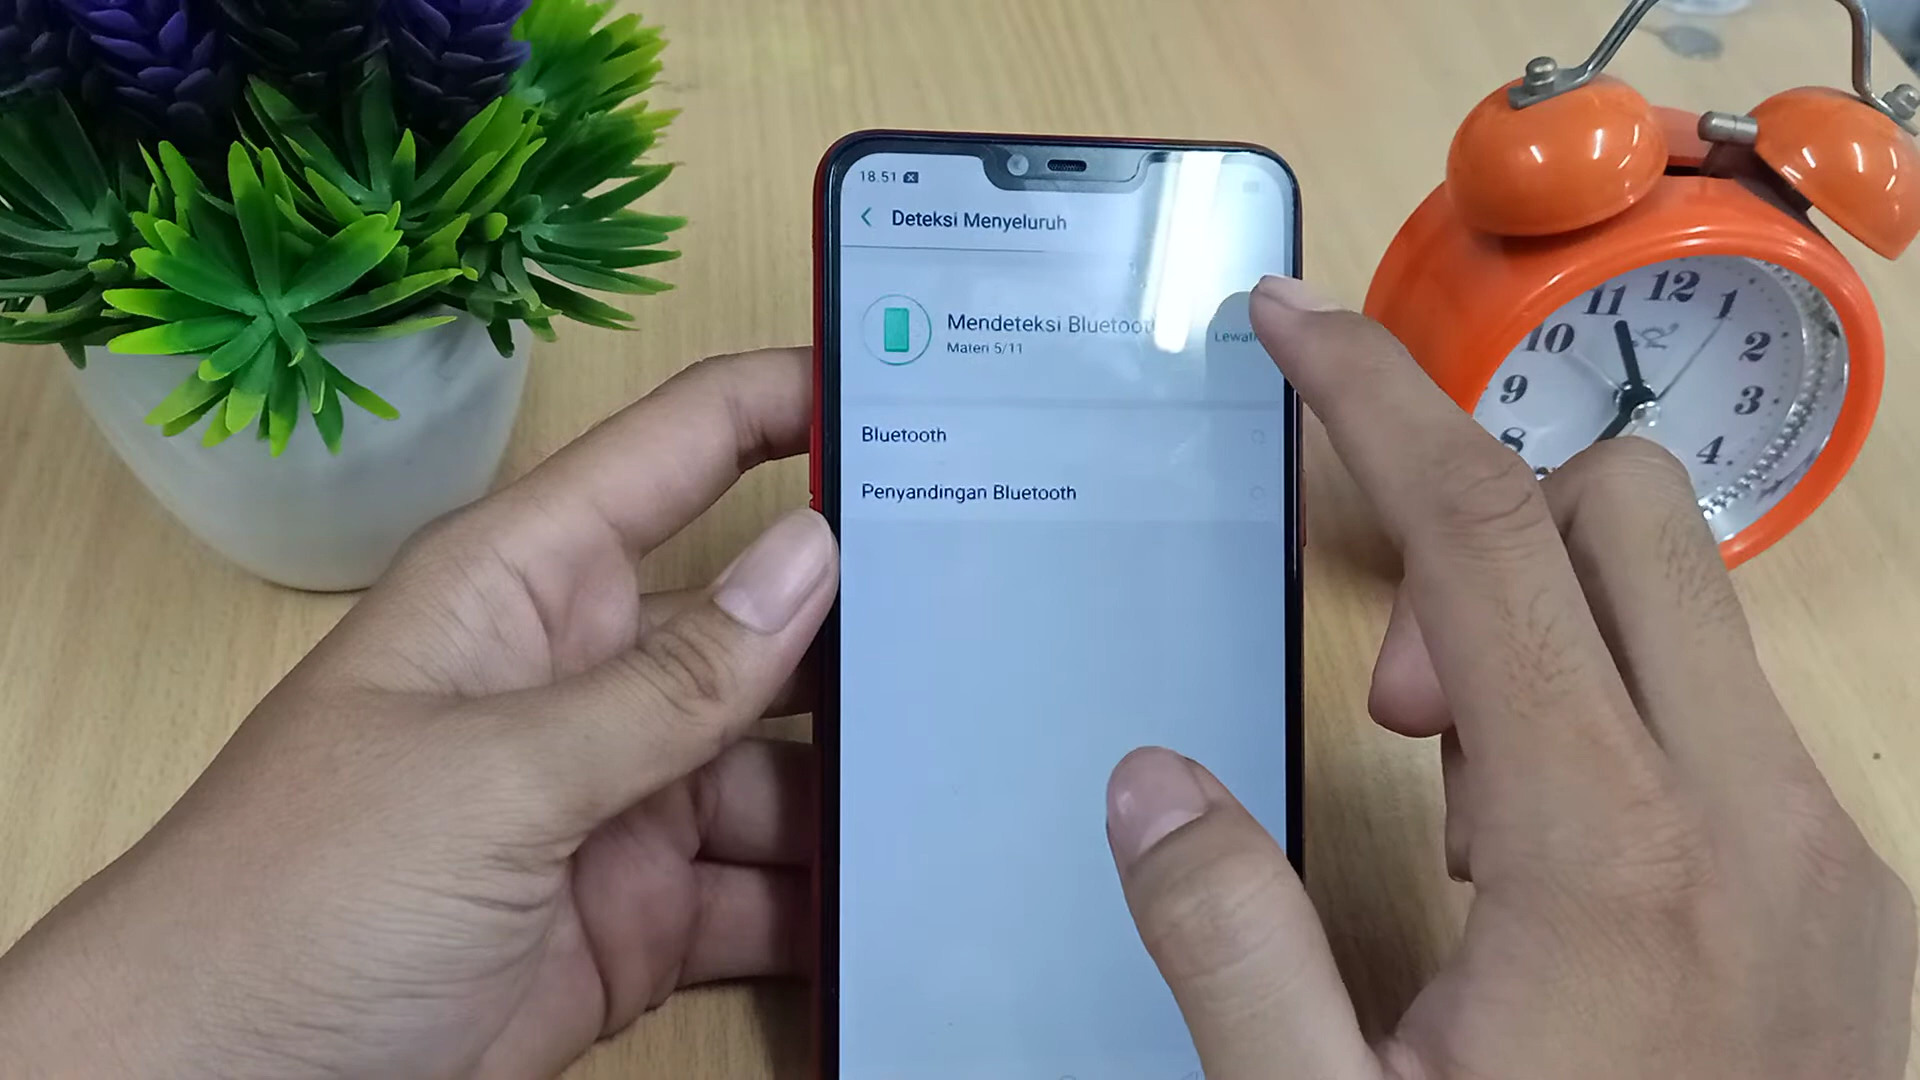 18.51
Deteksi Menyeluruh
Mendeteksi Bluetooth
Materi 5/11
Bluetooth
Penyandingan Bluetooth
12
11
1
10
2
9
3
8
4